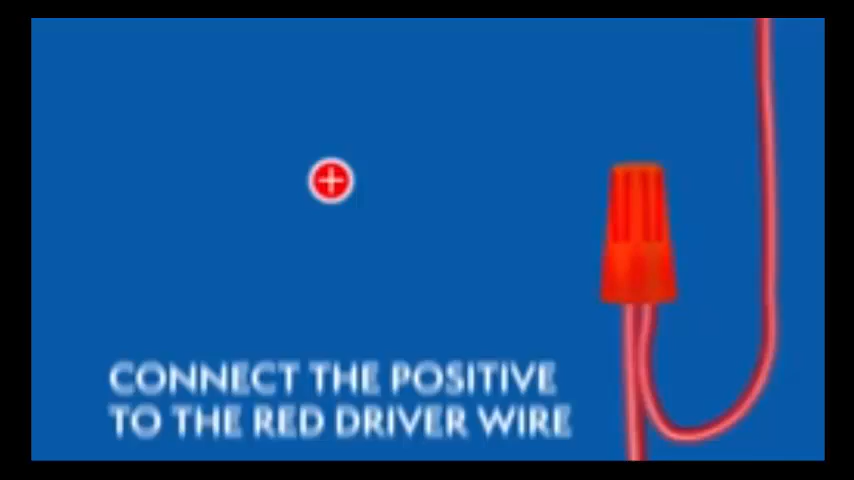 CONNECT THE POSITIVE
TO THE RED DRIVER WIRE